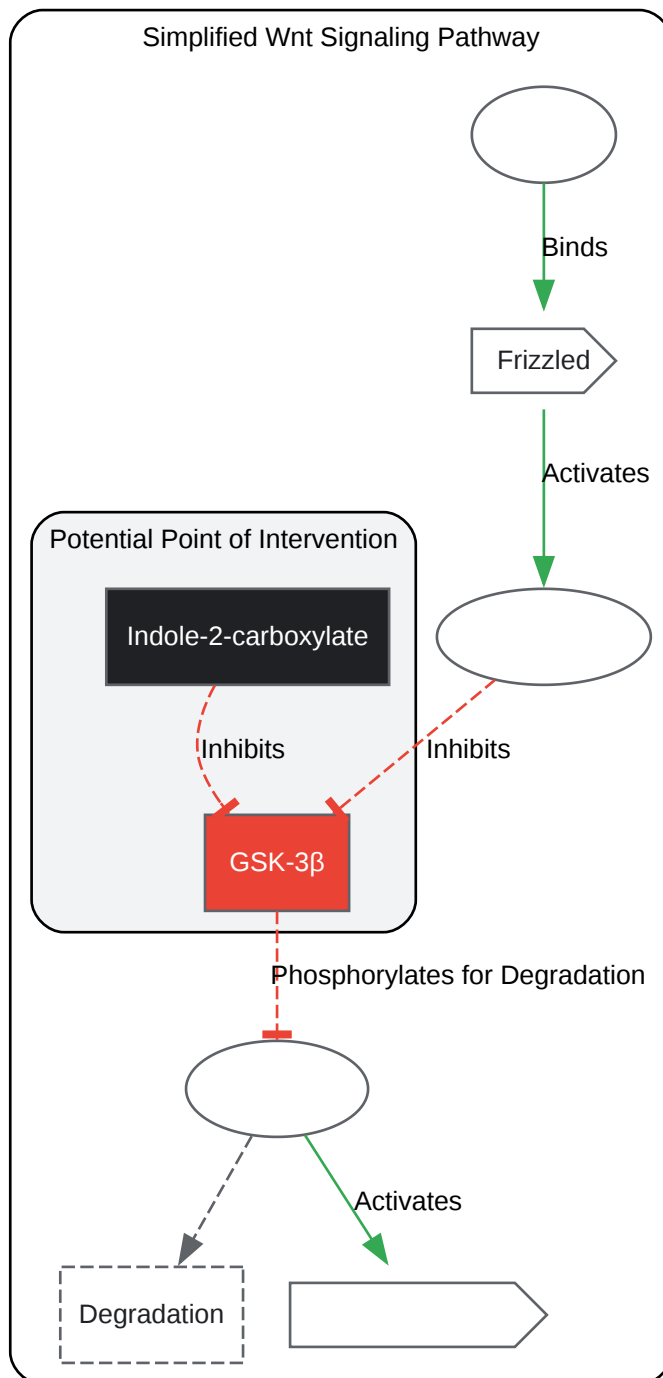 Simplified Wnt Signaling Pathway
Binds
Frizzled
Activates
Potential Point of Intervention
Indole-2-carboxylate
Inhibits
Inhibits
GSK-3β
Phosphorylates for Degradation
Activates
Degradation